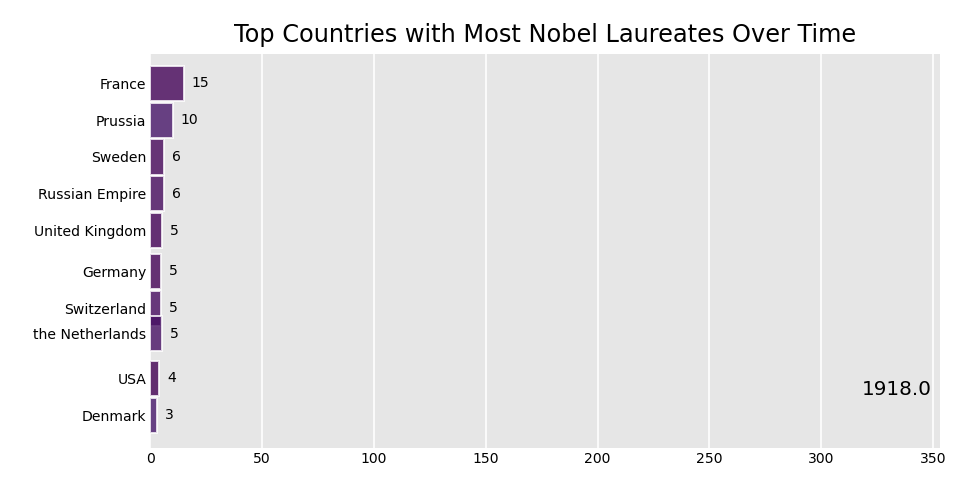 Top Countries with Most Nobel Laureates Over Time
France 15
Prussia 10
Sweden 6
Russian Empire 6
United Kingdom 5
Germany 5
Switzerland 5
the Netherlands 5
USA 4
1918.0
Denmark 3
0 50 100 150 200 250 300 350